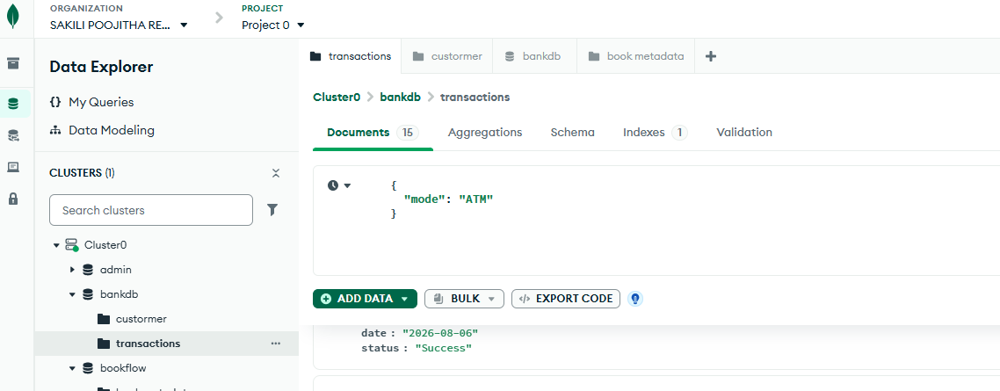 ORGANIZATION
SAKILI POOJITHA RE...
PROJECT
Project 0
Data Explorer
My Queries
Data Modeling
CLUSTERS (1)
Search clusters
Cluster0
admin
bankdb
custormer
transactions
bookflow
transactions
custormer
bankdb
book metadata
Cluster0 > bankdb > transactions
Documents 15
Aggregations
Schema
Indexes 1
Validation
{
"mode": "ATM"
}
ADD DATA
BULK
</> EXPORT CODE
date : "2026-08-06"
status : "Success"